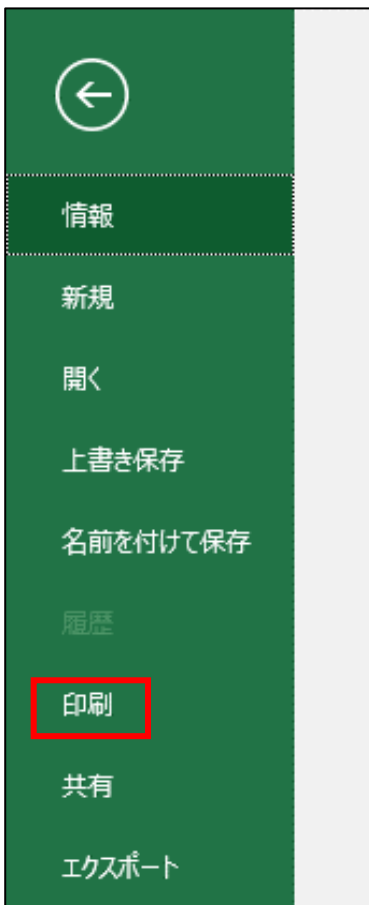 情報
新規
開く
上書き保存
名前を付けて保存
履歴
印刷
共有
エクスポート